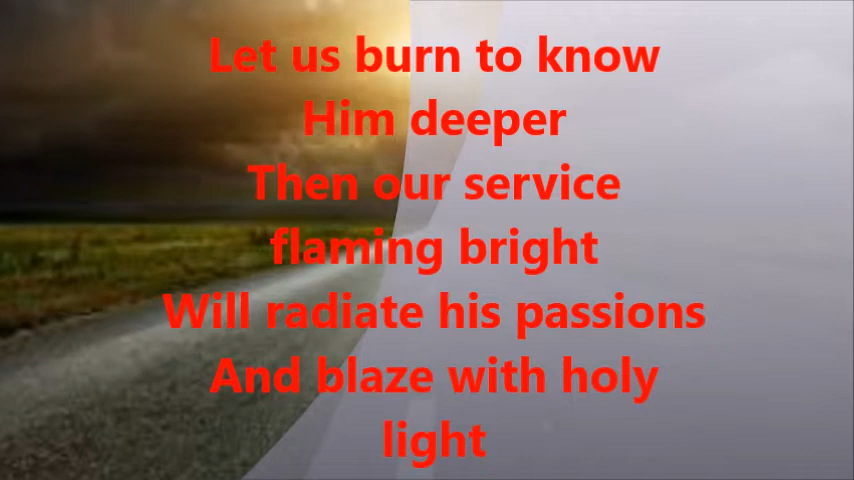 Let us burn to know
Him deeper
Then our service
flaming bright
Will radiate his passions
And blaze with holy
light